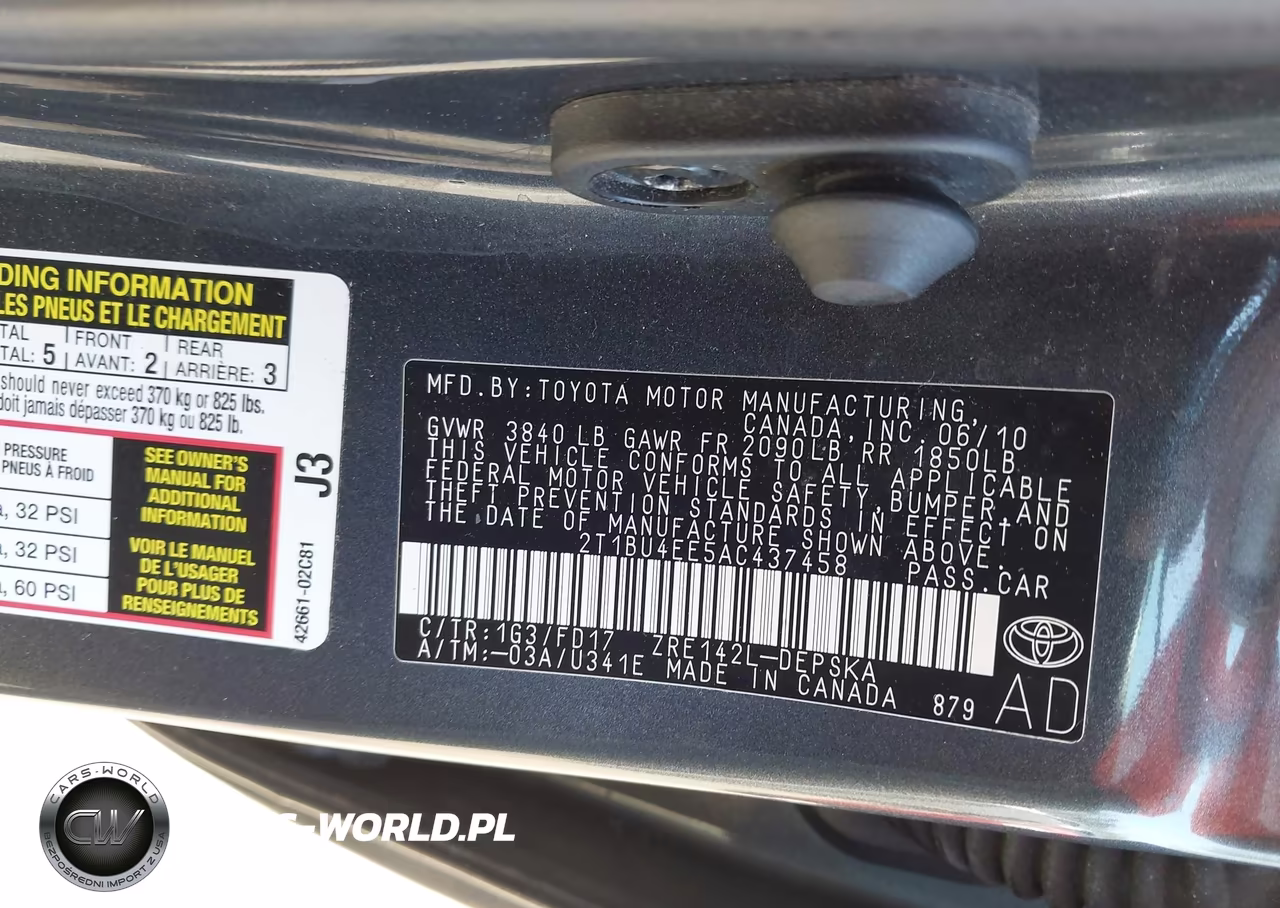 DING INFORMATION
LES PNEUS ET LE CHARGEMENT
TAL | FRONT | REAR
TAL: 5 | AVANT: 2 | ARRIÈRE: 3
should never exceed 370 kg or 825 lbs.
doit jamais dépasser 370 kg ou 825 lb.
PRESSURE
PNEUS À FROID
, 32 PSI
, 32 PSI
, 60 PSI
SEE OWNER'S
MANUAL FOR
ADDITIONAL
INFORMATION
VOIR LE MANUEL
DE L'USAGER
POUR PLUS DE
RENSEIGNEMENTS
J3
42661-02C81
MFD.BY:TOYOTA MOTOR MANUFACTURING,
CANADA, INC. 06/10
GVWR 3840 LB GAWR FR 2090LB RR 1850LB
THIS VEHICLE CONFORMS TO ALL APPLICABLE
FEDERAL MOTOR VEHICLE SAFETY,BUMPER,AND
THEFT PREVENTION STANDARDS IN EFFECT ON
THE DATE OF MANUFACTURE SHOWN ABOVE.
2T1BU4EE5AC437458 PASS.CAR
C/TR:1G3/FD17 ZRE142L-DEPSKA
A/TM:-03A/U341E MADE IN CANADA 879
AD
CARS-WORLD
CW
BEZPOŚREDNI IMPORT Z USA
S-WORLD.PL